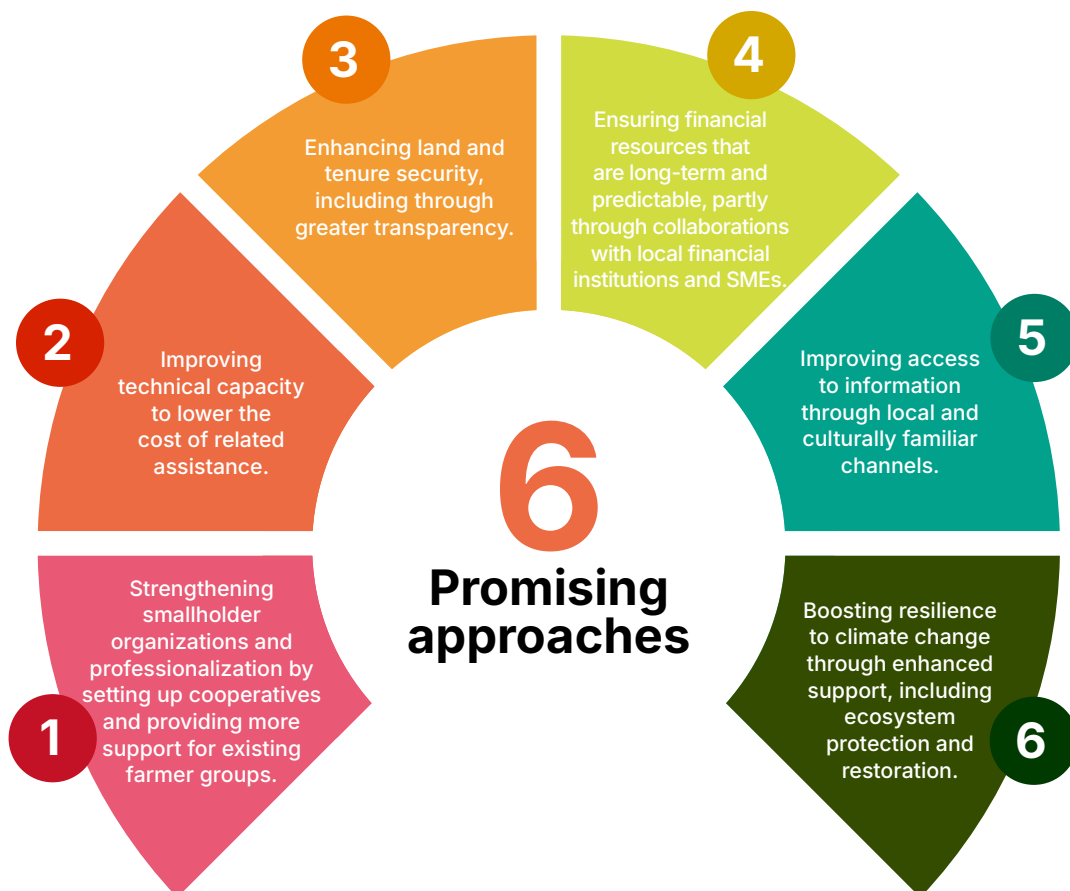 6
Promising
approaches
1
Strengthening
smallholder
organizations and
professionalization by
setting up cooperatives
and providing more
support for existing
farmer groups.
2
Improving
technical capacity
to lower the
cost of related
assistance.
3
Enhancing land and
tenure security,
including through
greater transparency.
4
Ensuring financial
resources that
are long-term and
predictable, partly
through collaborations
with local financial
institutions and SMEs.
5
Improving access
to information
through local and
culturally familiar
channels.
6
Boosting resilience
to climate change
through enhanced
support, including
ecosystem
protection and
restoration.